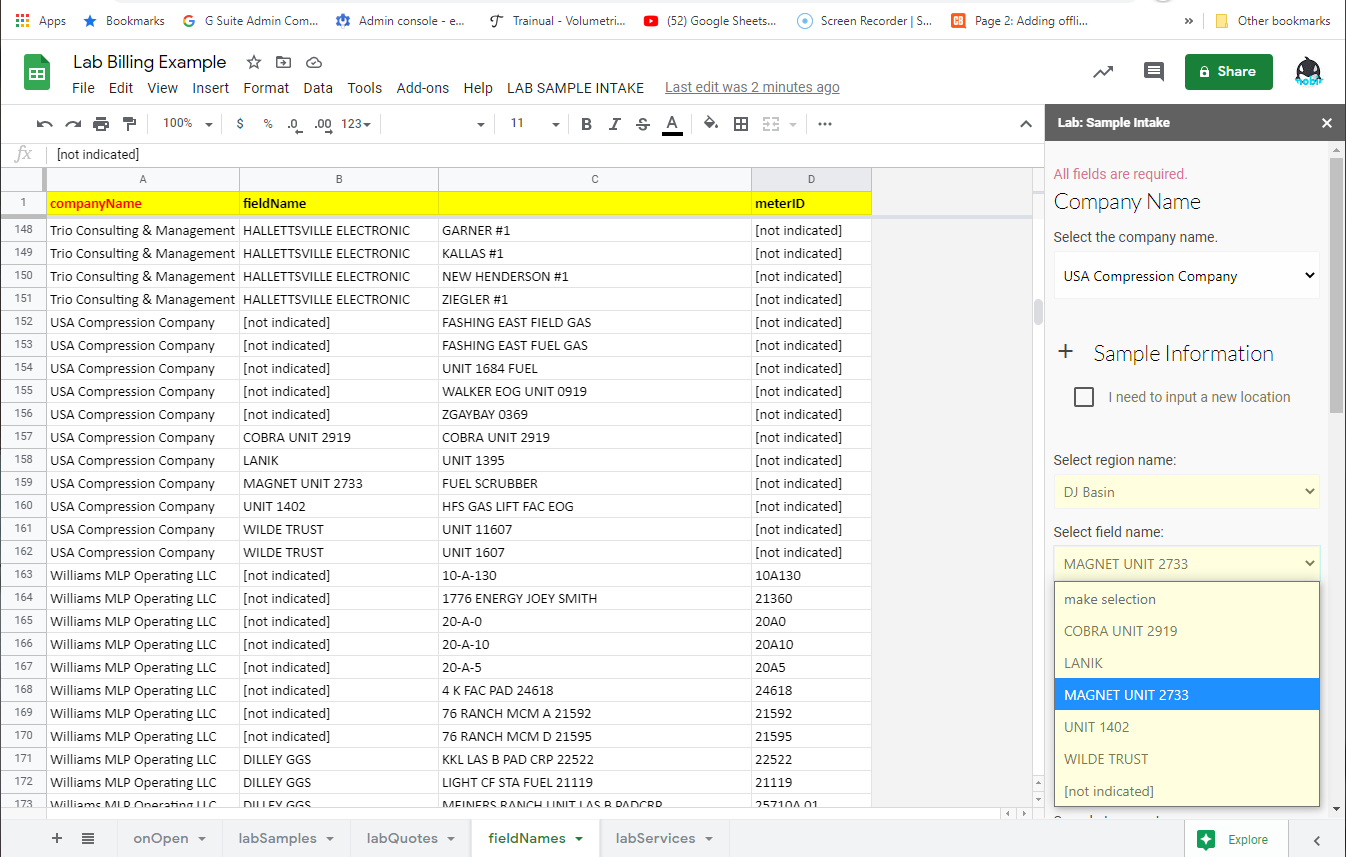 Apps Bookmarks G Suite Admin Com... Admin console - e... Trainual - Volumetri... (52) Google Sheets... Screen Recorder | S... CB Page 2: Adding offli... » Other bookmarks
Lab Billing Example
File Edit View Insert Format Data Tools Add-ons Help LAB SAMPLE INTAKE Last edit was 2 minutes ago
Share
100% $ % .0 .00 123 11 B I S A
fx [not indicated]
A B C D
1 companyName fieldName meterID
148 Trio Consulting & Management HALLETTSVILLE ELECTRONIC GARNER #1 [not indicated]
149 Trio Consulting & Management HALLETTSVILLE ELECTRONIC KALLAS #1 [not indicated]
150 Trio Consulting & Management HALLETTSVILLE ELECTRONIC NEW HENDERSON #1 [not indicated]
151 Trio Consulting & Management HALLETTSVILLE ELECTRONIC ZIEGLER #1 [not indicated]
152 USA Compression Company [not indicated] FASHING EAST FIELD GAS [not indicated]
153 USA Compression Company [not indicated] FASHING EAST FUEL GAS [not indicated]
154 USA Compression Company [not indicated] UNIT 1684 FUEL [not indicated]
155 USA Compression Company [not indicated] WALKER EOG UNIT 0919 [not indicated]
156 USA Compression Company [not indicated] ZGAYBAY 0369 [not indicated]
157 USA Compression Company COBRA UNIT 2919 COBRA UNIT 2919 [not indicated]
158 USA Compression Company LANIK UNIT 1395 [not indicated]
159 USA Compression Company MAGNET UNIT 2733 FUEL SCRUBBER [not indicated]
160 USA Compression Company UNIT 1402 HFS GAS LIFT FAC EOG [not indicated]
161 USA Compression Company WILDE TRUST UNIT 11607 [not indicated]
162 USA Compression Company WILDE TRUST UNIT 1607 [not indicated]
163 Williams MLP Operating LLC [not indicated] 10-A-130 10A130
164 Williams MLP Operating LLC [not indicated] 1776 ENERGY JOEY SMITH 21360
165 Williams MLP Operating LLC [not indicated] 20-A-0 20A0
166 Williams MLP Operating LLC [not indicated] 20-A-10 20A10
167 Williams MLP Operating LLC [not indicated] 20-A-5 20A5
168 Williams MLP Operating LLC [not indicated] 4 K FAC PAD 24618 24618
169 Williams MLP Operating LLC [not indicated] 76 RANCH MCM A 21592 21592
170 Williams MLP Operating LLC [not indicated] 76 RANCH MCM D 21595 21595
171 Williams MLP Operating LLC DILLEY GGS KKL LAS B PAD CRP 22522 22522
172 Williams MLP Operating LLC DILLEY GGS LIGHT CF STA FUEL 21119 21119
173 Williams MLP Operating LLC DILLEY GGS MEINERS RANCH UNIT LAS B PADCRP 25710A 01
Lab: Sample Intake
All fields are required.
Company Name
Select the company name.
USA Compression Company
+ Sample Information
I need to input a new location
Select region name:
DJ Basin
Select field name:
MAGNET UNIT 2733
make selection
COBRA UNIT 2919
LANIK
MAGNET UNIT 2733
UNIT 1402
WILDE TRUST
[not indicated]
onOpen labSamples labQuotes fieldNames labServices
Explore